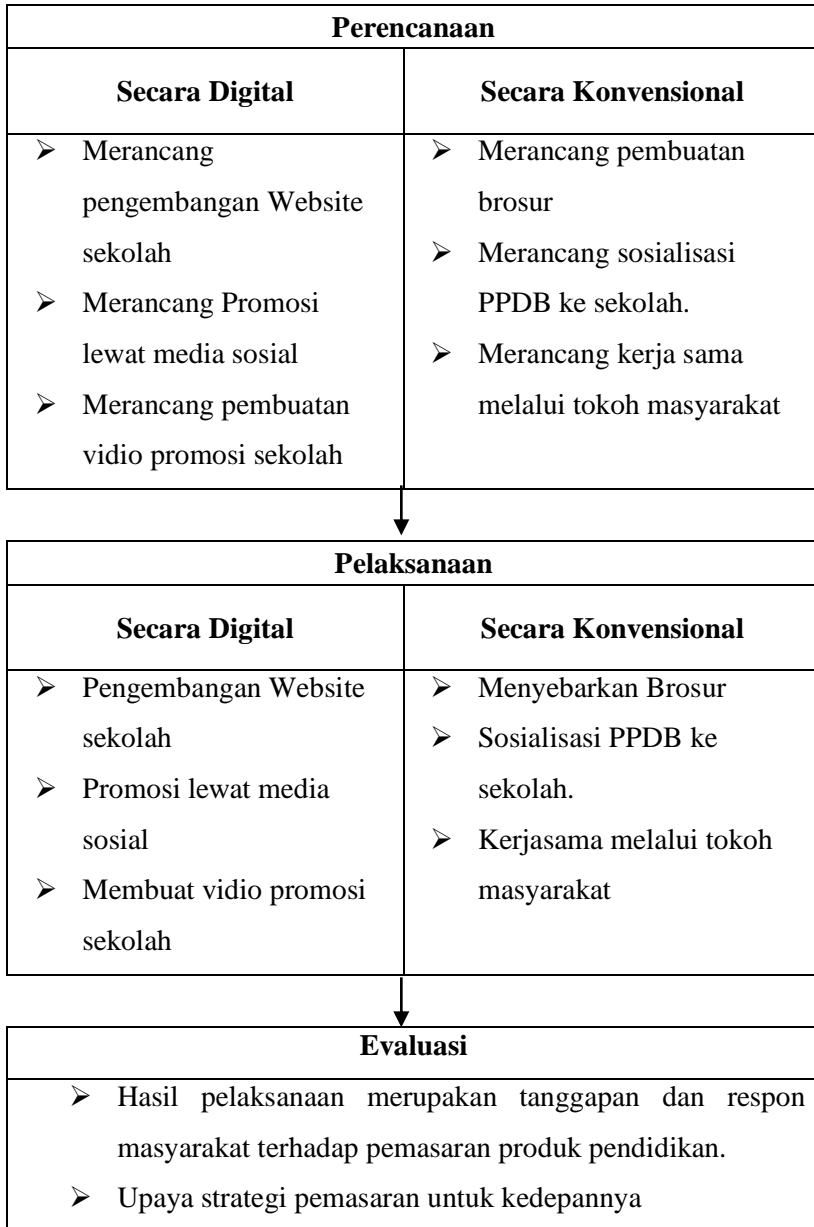 Perencanaan
Secara Digital
Secara Konvensional
➢ Merancang
pengembangan Website
sekolah
➢ Merancang Promosi
lewat media sosial
➢ Merancang pembuatan
vidio promosi sekolah
➢ Merancang pembuatan
brosur
➢ Merancang sosialisasi
PPDB ke sekolah.
➢ Merancang kerja sama
melalui tokoh masyarakat
Pelaksanaan
Secara Digital
Secara Konvensional
➢ Pengembangan Website
sekolah
➢ Promosi lewat media
sosial
➢ Membuat vidio promosi
sekolah
➢ Menyebarkan Brosur
➢ Sosialisasi PPDB ke
sekolah.
➢ Kerjasama melalui tokoh
masyarakat
Evaluasi
➢ Hasil pelaksanaan merupakan tanggapan dan respon
masyarakat terhadap pemasaran produk pendidikan.
➢ Upaya strategi pemasaran untuk kedepannya